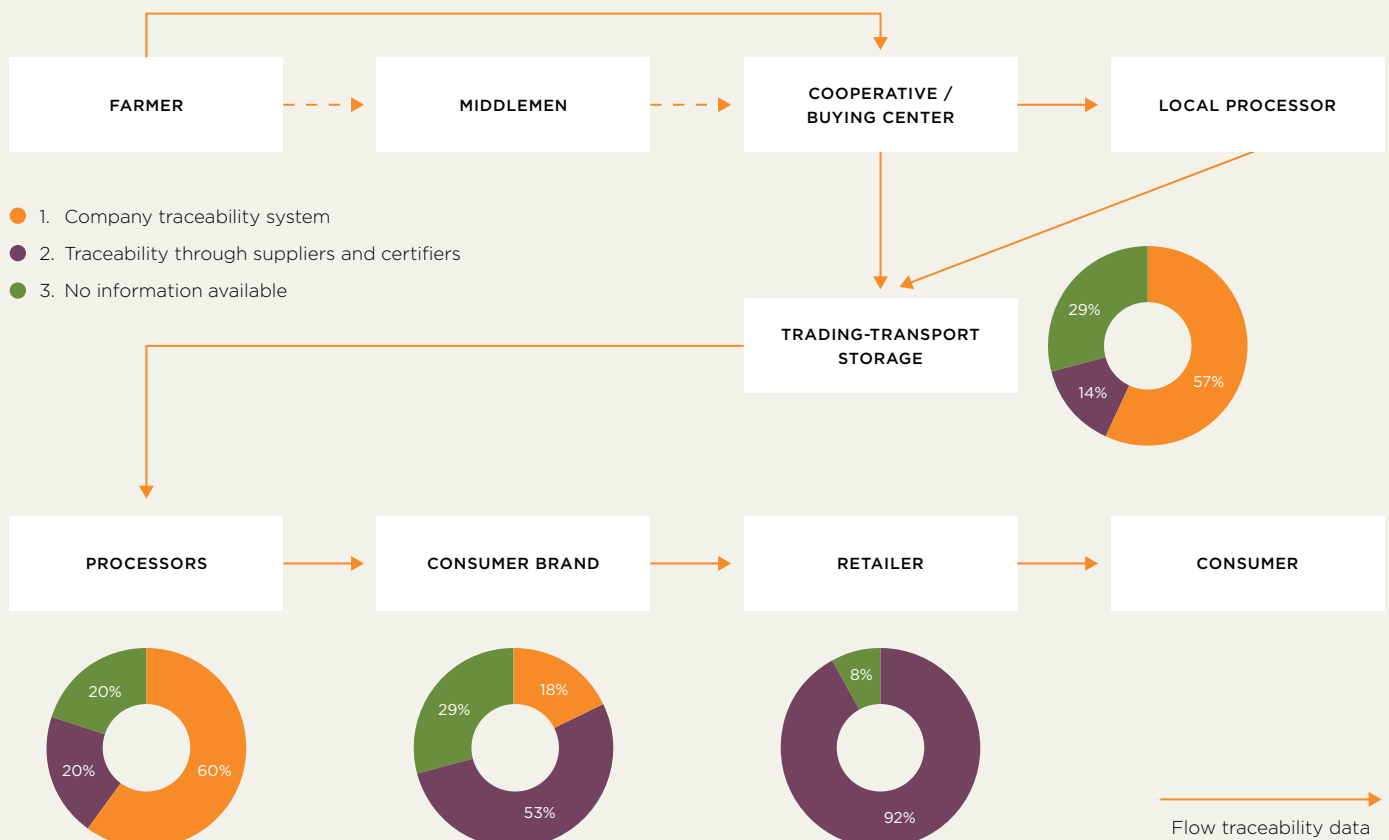 FARMER
MIDDLEMEN
COOPERATIVE /
BUYING CENTER
LOCAL PROCESSOR
1. Company traceability system
2. Traceability through suppliers and certifiers
3. No information available
TRADING-TRANSPORT
STORAGE
29%
14%
57%
PROCESSORS
CONSUMER BRAND
RETAILER
CONSUMER
20%
20%
60%
18%
29%
53%
8%
92%
Flow traceability data